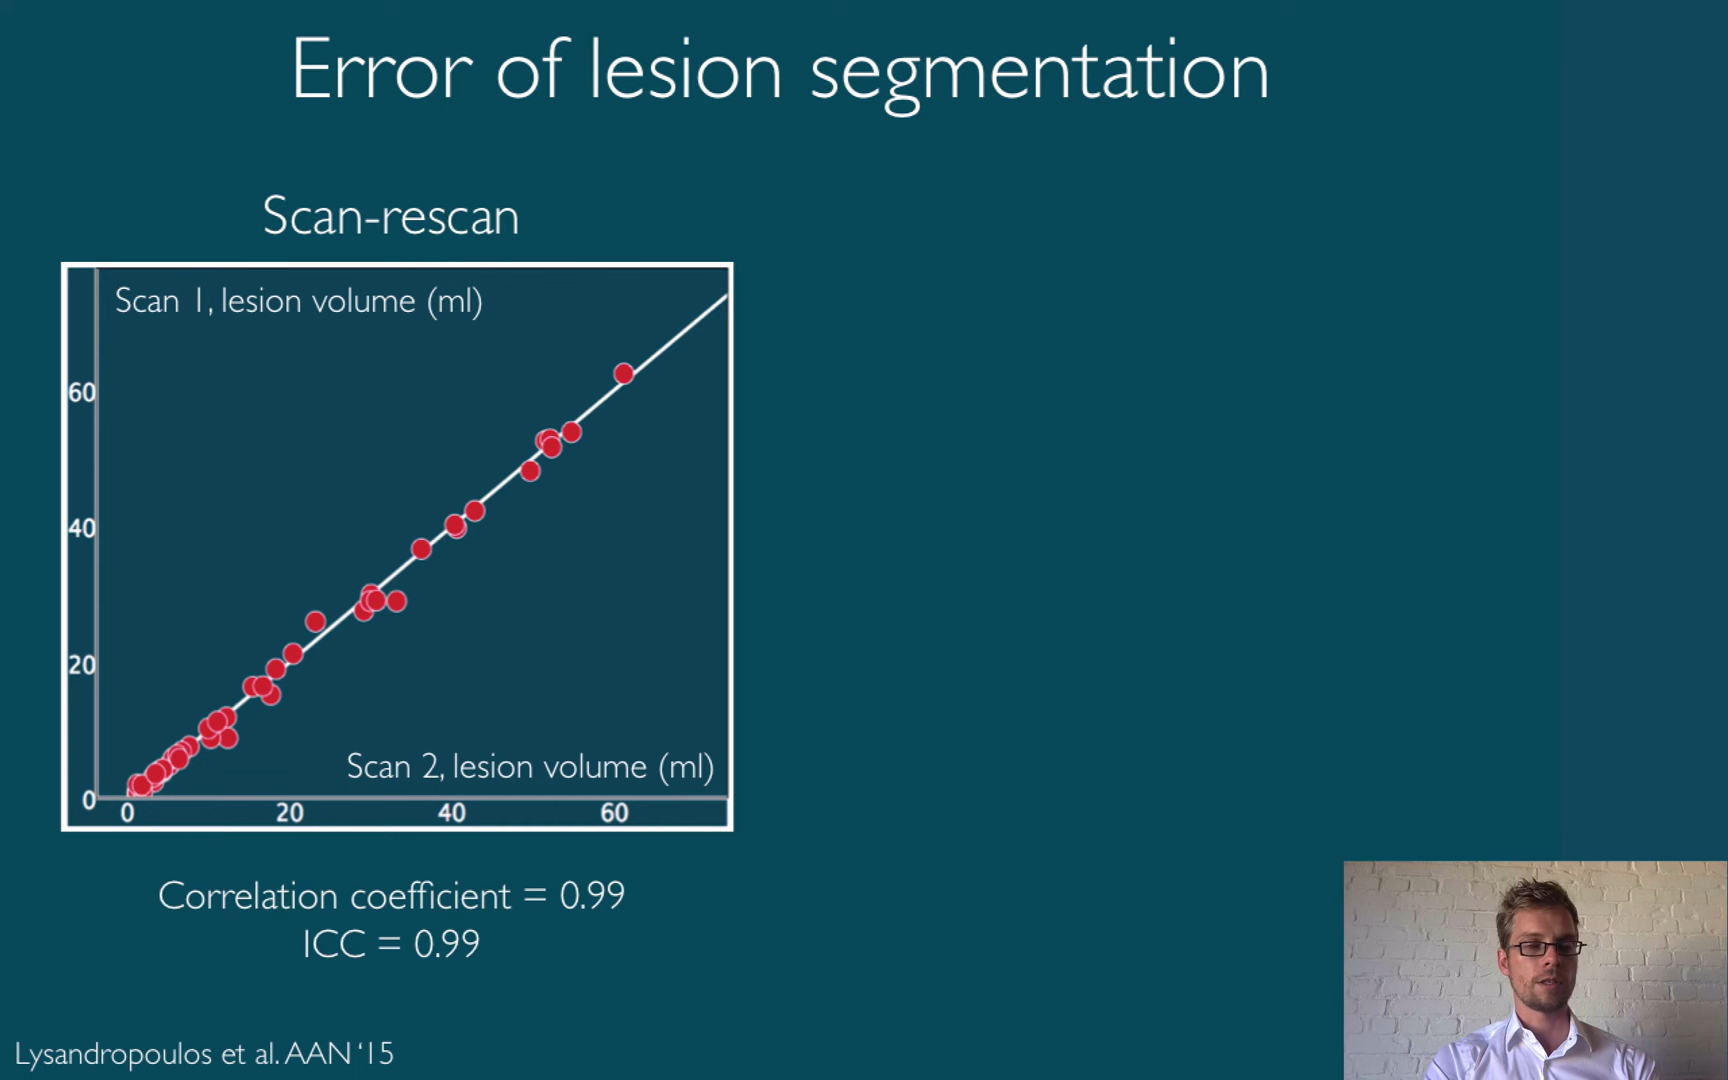 Error of lesion segmentation
Scan-rescan
Scan 1, lesion volume (ml)
60
40
20
0
Scan 2, lesion volume (ml)
0 20 40 60
Correlation coefficient = 0.99
ICC = 0.99
Lysandropoulos et al. AAN ‘15